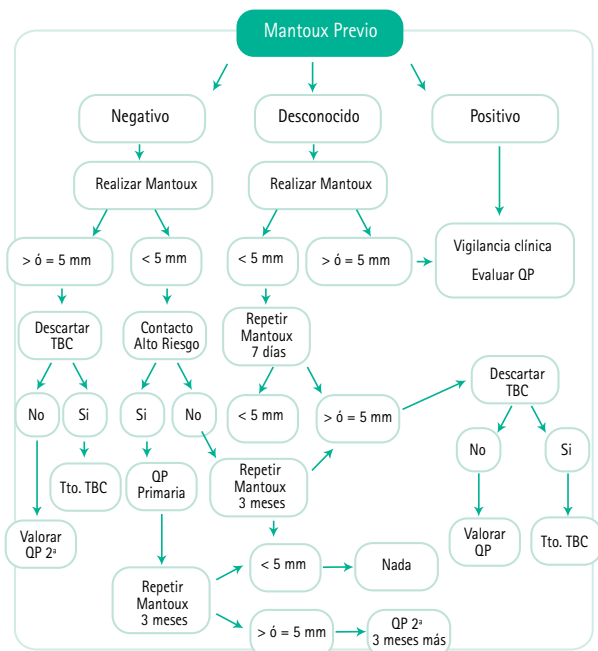 Mantoux Previo
Negativo
Desconocido
Positivo
Realizar Mantoux
Realizar Mantoux
Vigilancia clínica
Evaluar QP
> ó = 5 mm
< 5 mm
< 5 mm
> ó = 5 mm
Descartar
TBC
Contacto
Alto Riesgo
Repetir
Mantoux
7 días
Descartar
TBC
No
Si
Si
No
< 5 mm
> ó = 5 mm
No
Si
Tto. TBC
QP
Primaria
Repetir
Mantoux
3 meses
Valorar
QP 2ª
Valorar
QP
Tto. TBC
Repetir
Mantoux
3 meses
< 5 mm
Nada
> ó = 5 mm
QP 2ª
3 meses más